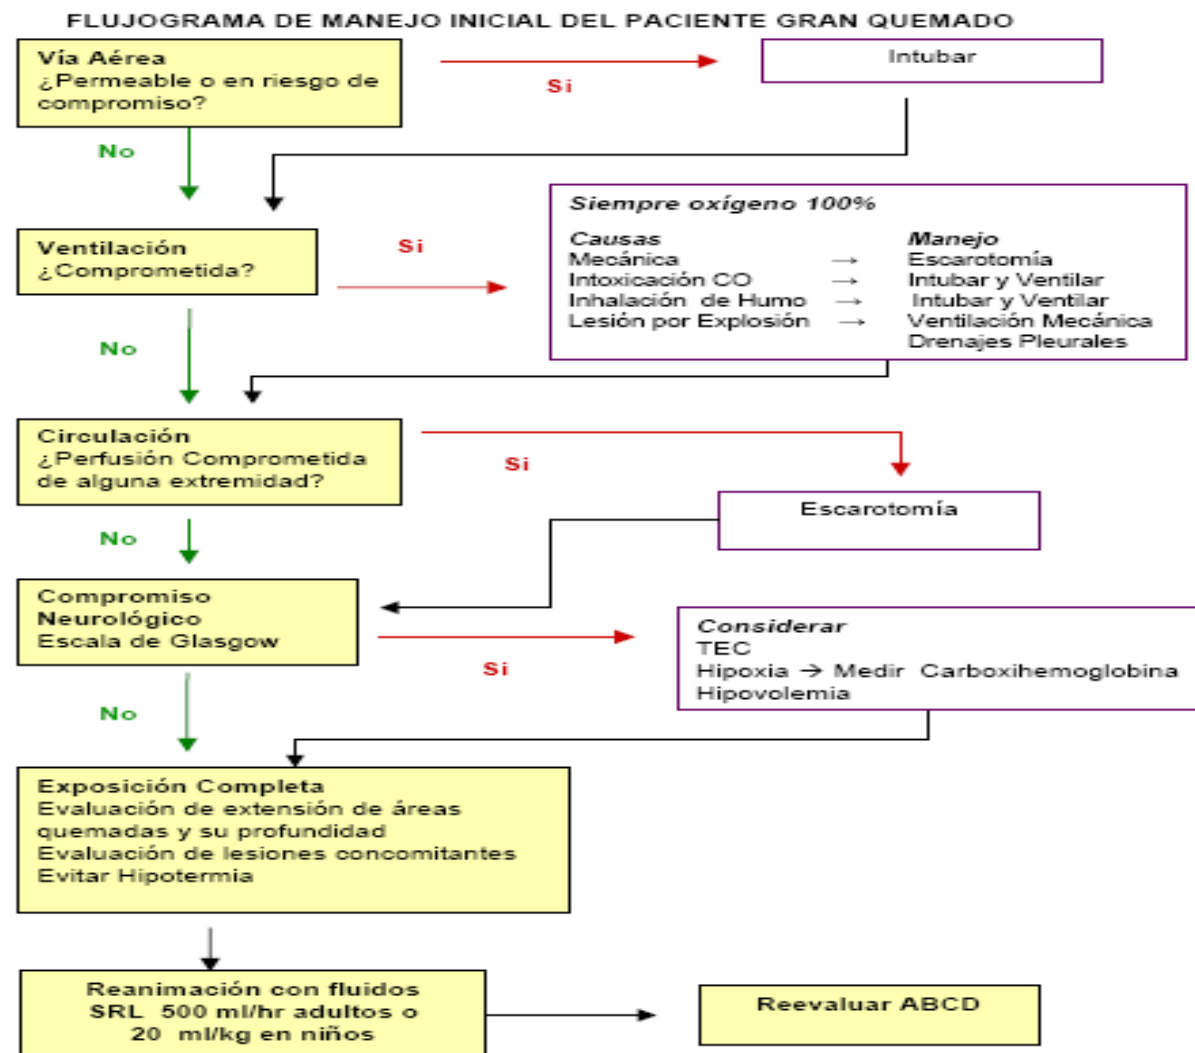 FLUJOGRAMA DE MANEJO INICIAL DEL PACIENTE GRAN QUEMADO
Vía Aérea
¿Permeable o en riesgo de
compromiso?
Si
Intubar
No
Ventilación
¿Comprometida?
Si
Siempre oxígeno 100%
Causas Manejo
Mecánica → Escarotomía
Intoxicación CO → Intubar y Ventilar
Inhalación de Humo → Intubar y Ventilar
Lesión por Explosión → Ventilación Mecánica
Drenajes Pleurales
No
Circulación
¿Perfusión Comprometida
de alguna extremidad?
Si
Escarotomía
No
Compromiso
Neurológico
Escala de Glasgow
Si
Considerar
TEC
Hipoxia → Medir Carboxihemoglobina
Hipovolemia
No
Exposición Completa
Evaluación de extensión de áreas
quemadas y su profundidad
Evaluación de lesiones concomitantes
Evitar Hipotermia
Reanimación con fluidos
SRL 500 ml/hr adultos o
20 ml/kg en niños
Reevaluar ABCD